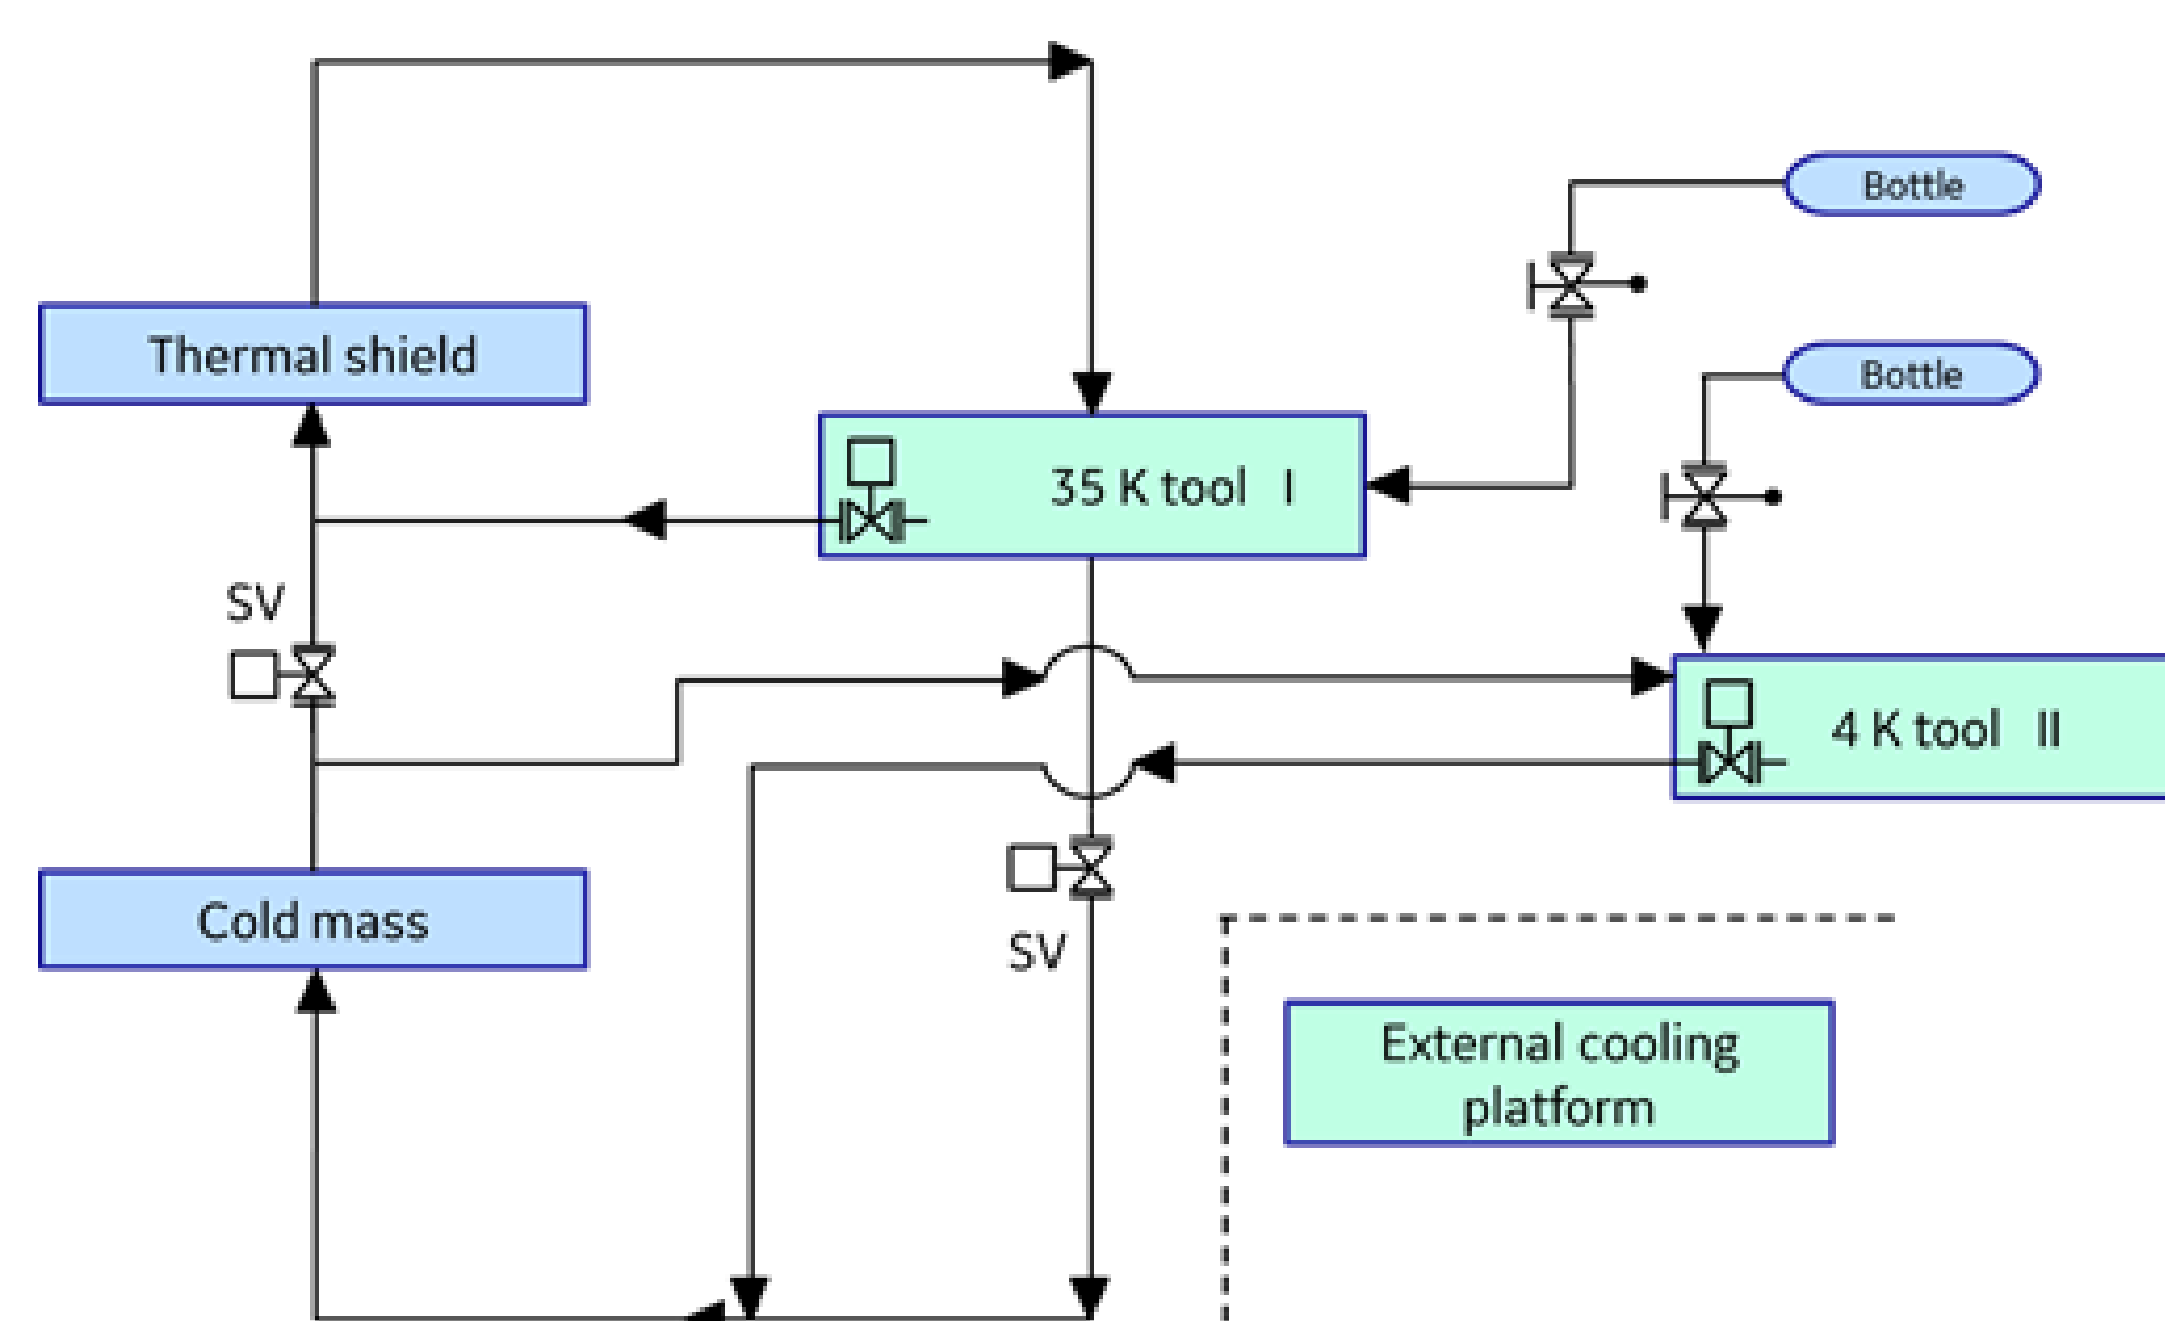 Bottle
Thermal shield
Bottle
35 K tool I
SV
4 K tool II
Cold mass
SV
External cooling
platform